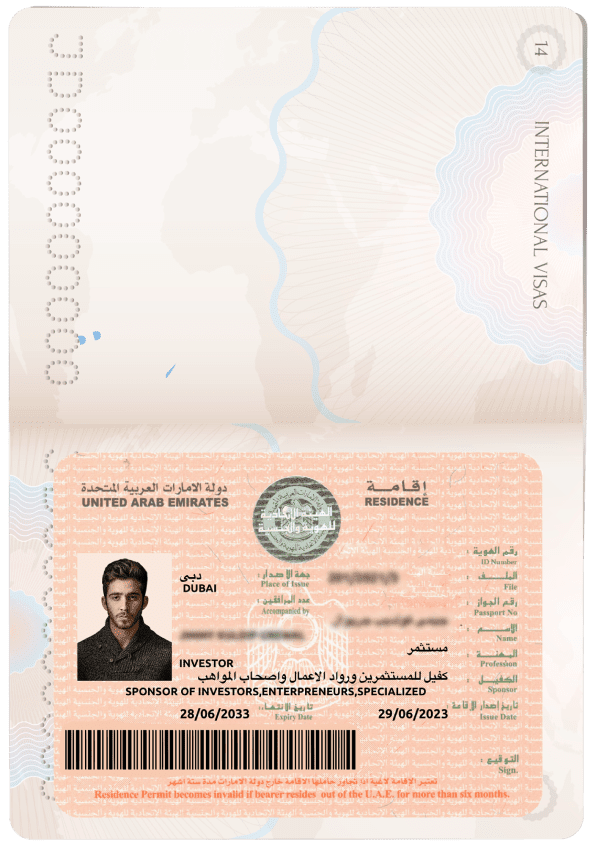 14
INTERNATIONAL VISAS
دولة الامارات العربية المتحدة
UNITED ARAB EMIRATES
إقامة
RESIDENCE
رقم الهوية :
ID Number
دبى
DUBAI
جهة الاصدار :
Place of Issue
الملف :
File
عدد المرافقين :
Accompanied by
رقم الجواز :
Passport No
الاسم :
Name
مستثمر
INVESTOR
المهنة :
Profession
كفيل للمستثمرين ورواد الاعمال واصحاب المواهب
SPONSOR OF INVESTORS,ENTERPRENEURS,SPECIALIZED
الكفيل :
Sponsor
28/06/2033
تاريخ الانتهاء:
Expiry Date
29/06/2023
تاريخ إصدار الاقامة
Issue Date
التوقيع :
Sign.
تعتبر الإقامة لاغية اذا تجاوز حاملها الاقامة خارج دولة الامارات مدة ستة أشهر
Residence Permit becomes invalid if bearer resides out of the U.A.E. for more than six months.